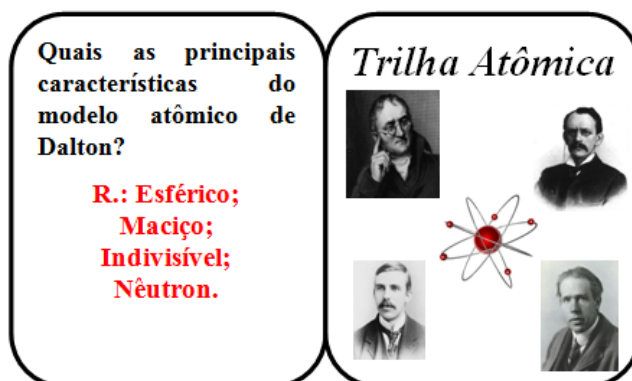 Quais as principais
características do
modelo atômico de
Dalton?
R.: Esférico;
Maciço;
Indivisível;
Nêutron.
Trilha Atômica